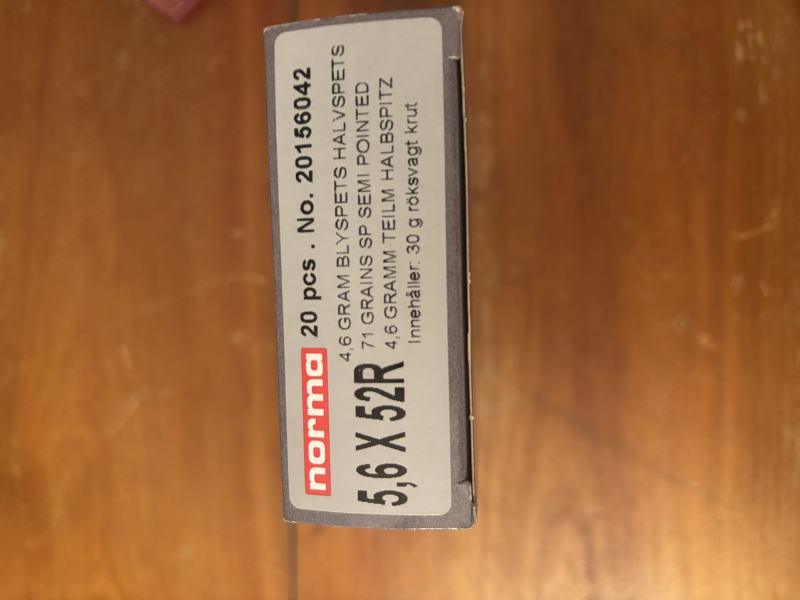 norma 20 pcs . No. 20156042
4,6 GRAM BLYSPETS HALVSPETS
71 GRAINS SP SEMI POINTED
4,6 GRAMM TEILM HALBSPITZ
5,6 X 52R
Innehåller: 30 g röksvagt krut